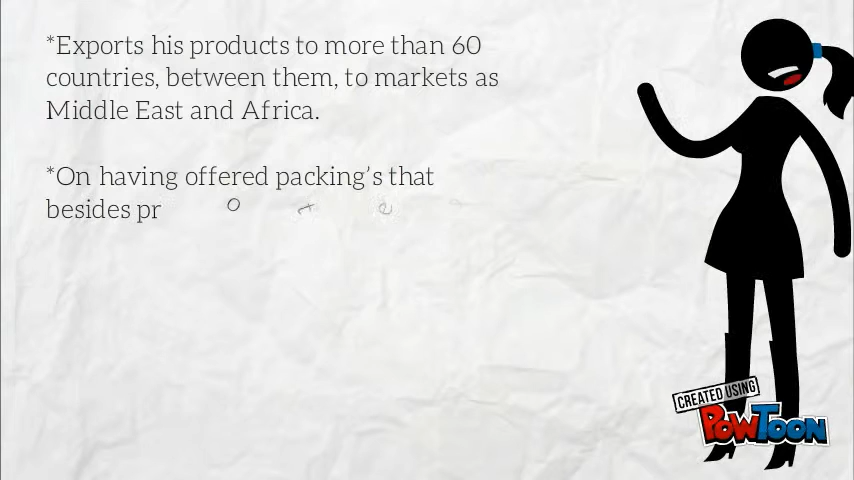 *Exports his products to more than 60
countries, between them, to markets as
Middle East and Africa.
*On having offered packing's that
besides pr o t e
CREATED USING
POWTOON